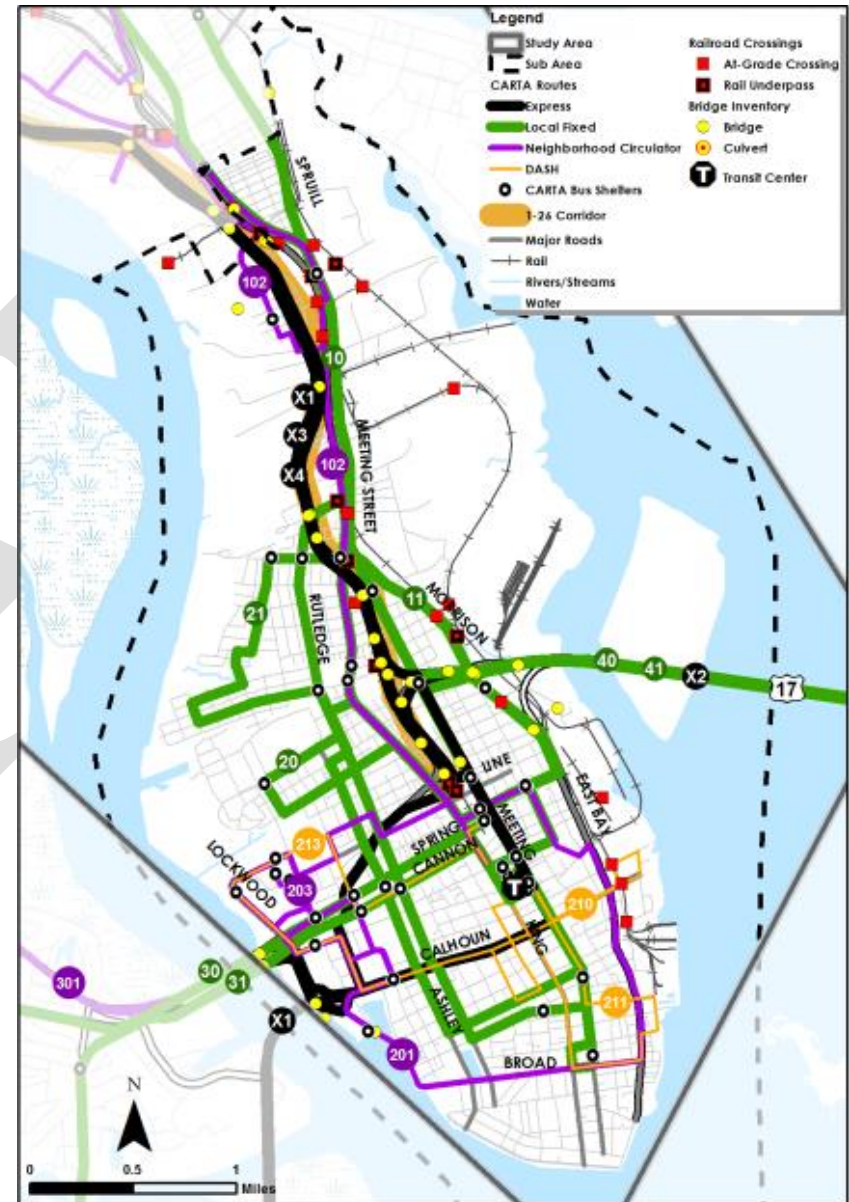 Legend
Study Area
Sub Area
CARTA Routes
Express
Local Fixed
Neighborhood Circulator
DASH
CARTA Bus Shelters
I-26 Corridor
Major Roads
Rail
Rivers/Streams
Water
Railroad Crossings
At-Grade Crossing
Rail Underpass
Bridge Inventory
Bridge
Culvert
T Transit Center
SPRUILL
102
10
X1
X3
MEETING STREET
102
X4
11
MORRISON
21
RUTLEDGE
40
41
X2
17
20
LINE
EAST BAY
MEETING
SPRING
213
CANNON
LOCKWOOD
203
T
210
KING
CALHOUN
30
31
301
ASHLEY
211
X1
201
BROAD
N
0 0.5 1
Miles